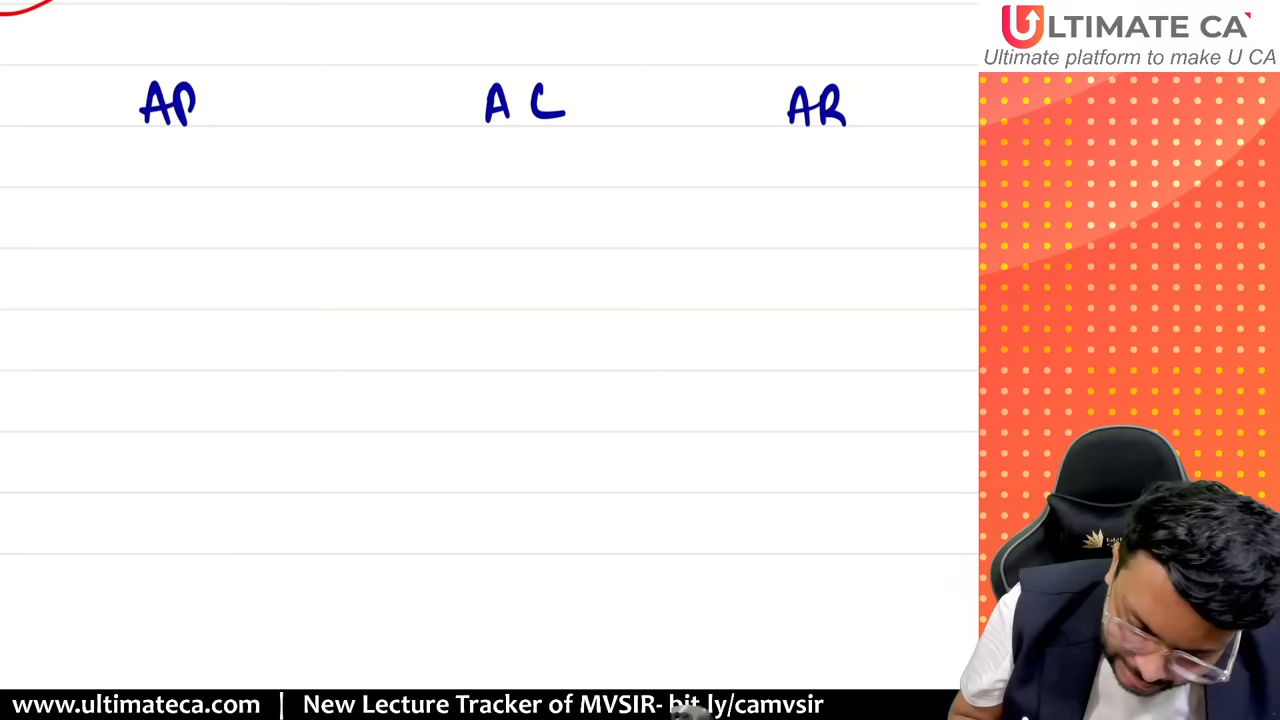 ULTIMATE CA
Ultimate platform to make U CA
AP A C AR
www.ultimateca.com | New Lecture Tracker of MVSIR- bit.ly/camvsir